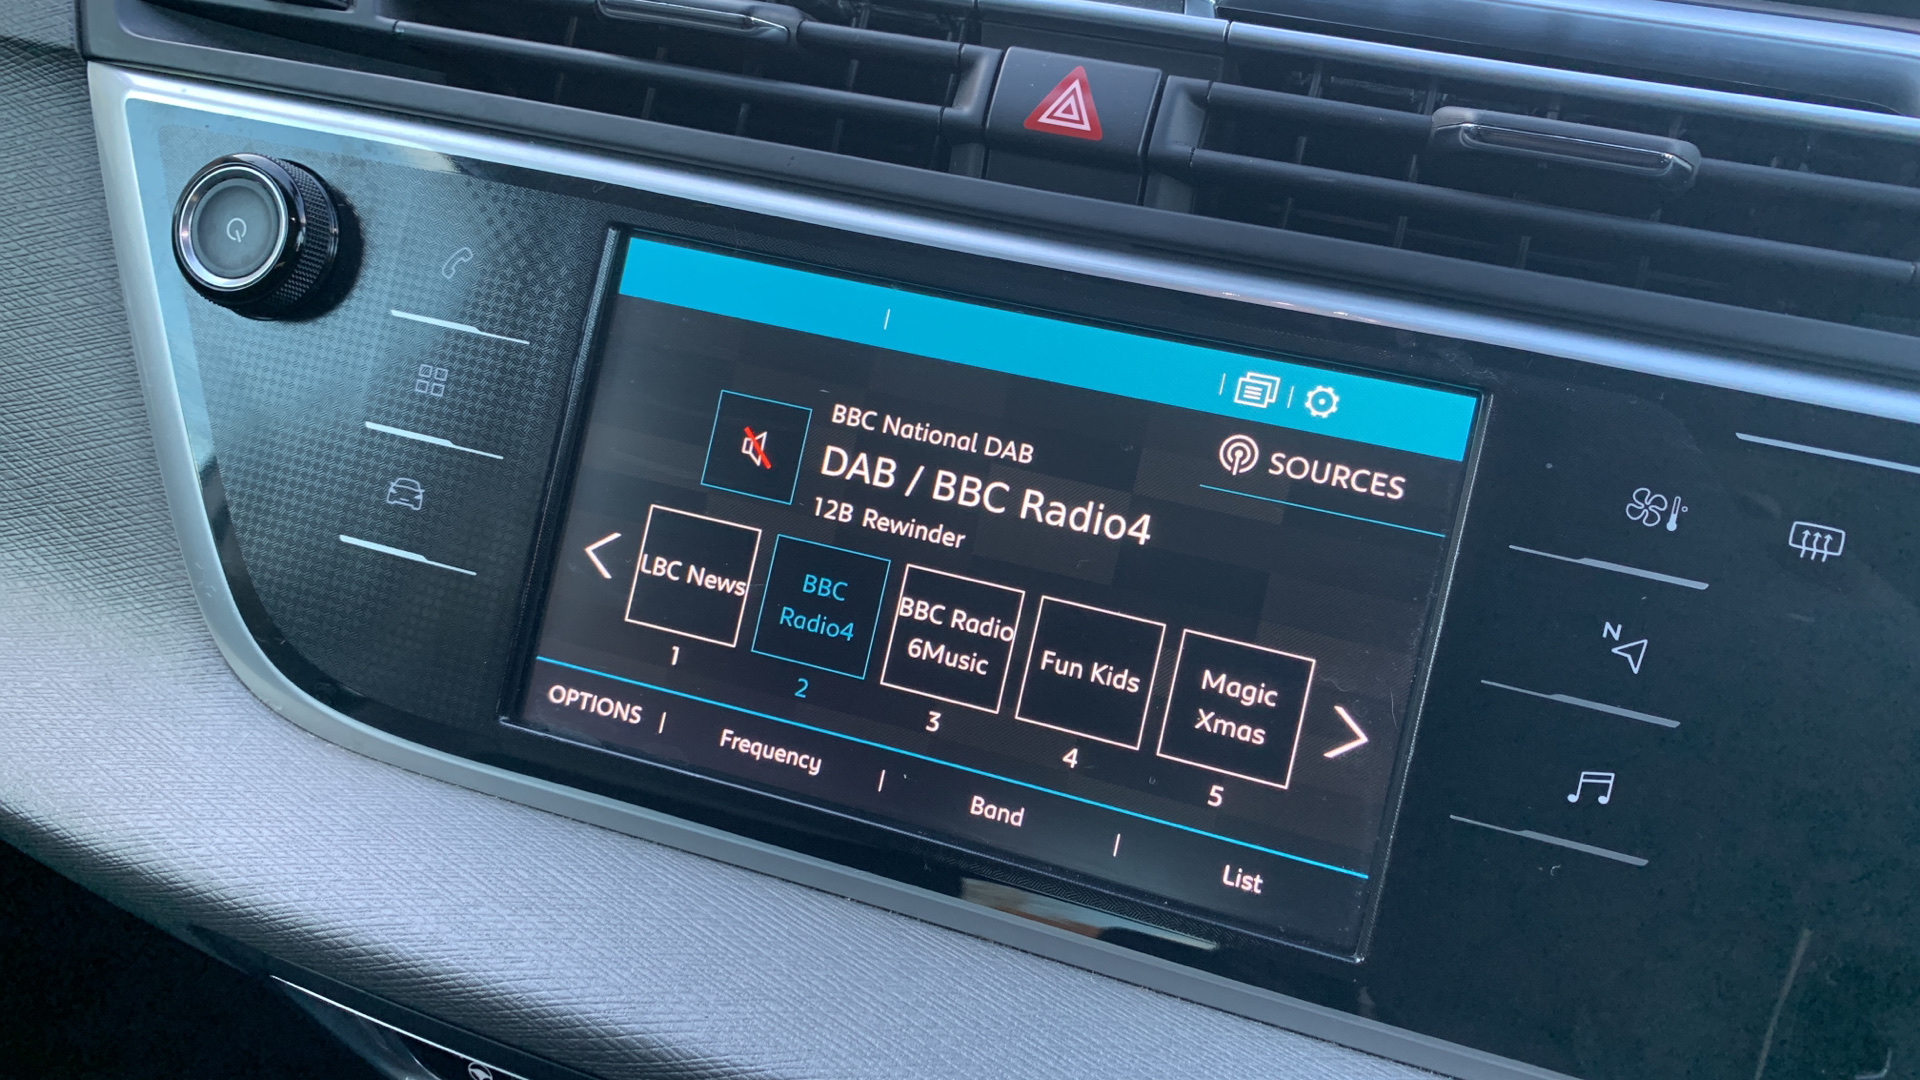 BBC National DAB
DAB / BBC Radio4
12B Rewinder
SOURCES
LBC News
BBC
Radio4
BBC Radio
6Music
Fun Kids
Magic
Xmas
1
2
3
4
5
OPTIONS
Frequency
Band
List
N